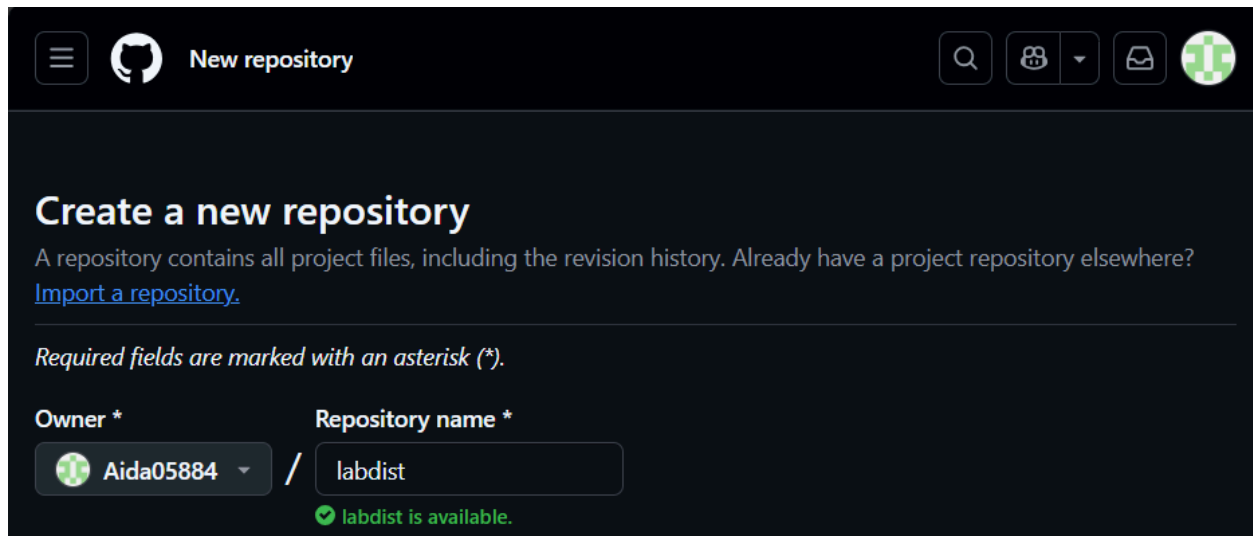 New repository
Create a new repository
A repository contains all project files, including the revision history. Already have a project repository elsewhere?
Import a repository.
Required fields are marked with an asterisk (*).
Owner *
Repository name *
Aida05884 / labdist
labdist is available.